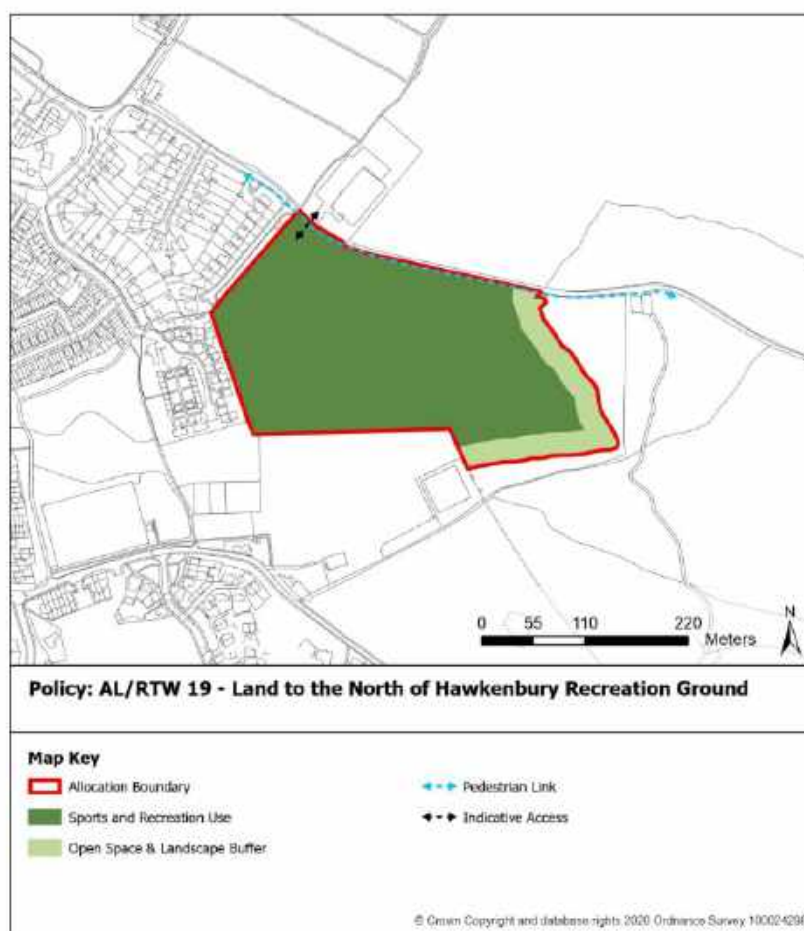 N
0 55 110 220
Meters
Policy: AL/RTW 19 - Land to the North of Hawkenbury Recreation Ground
Map Key
Allocation Boundary
Pedestrian Link
Sports and Recreation Use
Indicative Access
Open Space & Landscape Buffer
© Crown Copyright and database rights 2020 Ordnance Survey 100024298